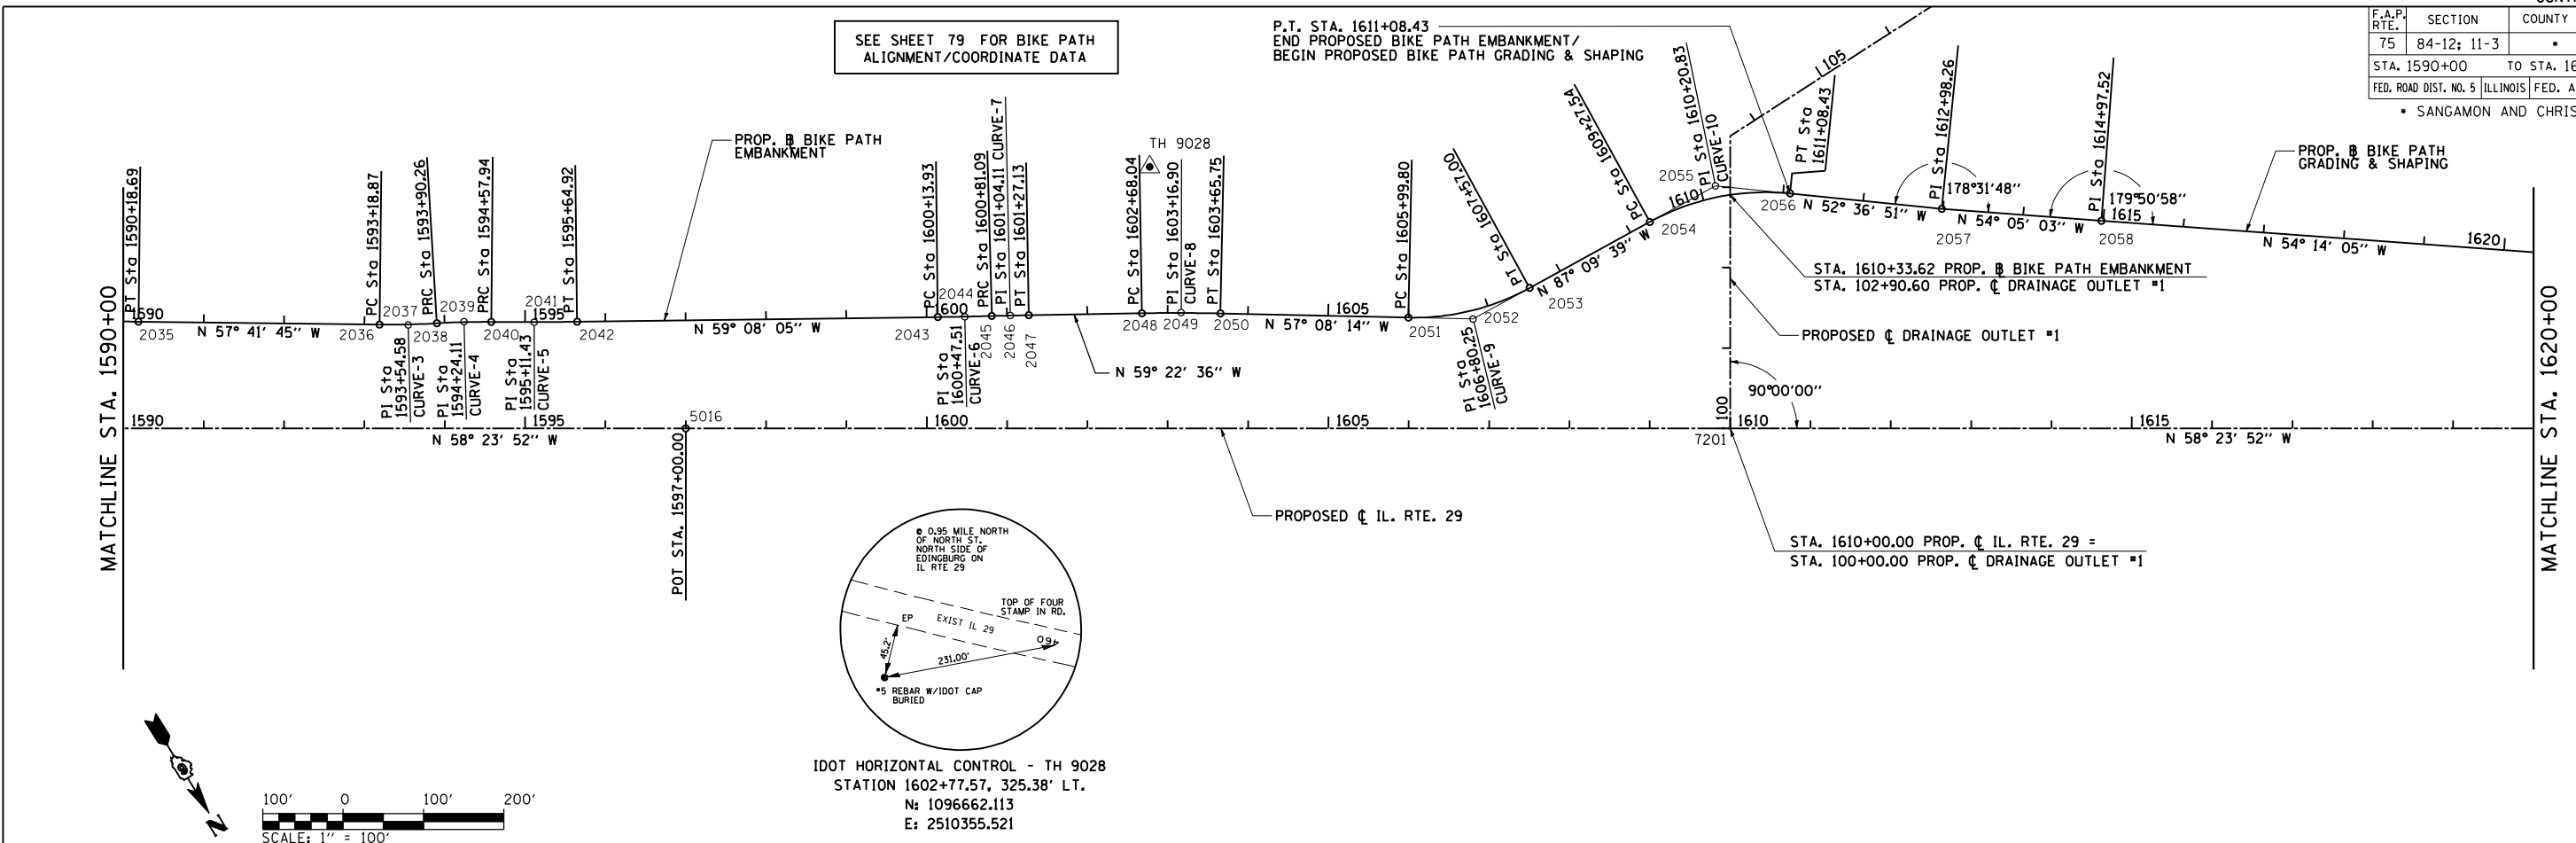 SEE SHEET 79 FOR BIKE PATH
ALIGNMENT/COORDINATE DATA
P.T. STA. 1611+08.43
END PROPOSED BIKE PATH EMBANKMENT/
BEGIN PROPOSED BIKE PATH GRADING & SHAPING
F.A.P. RTE.
SECTION
COUNTY
75
84-12; 11-3
*
STA. 1590+00 TO STA. 16
FED. ROAD DIST. NO. 5
ILLINOIS
FED. A
* SANGAMON AND CHRIS
MATCHLINE STA. 1590+00
PT Sta 1590+18.69
PC Sta 1593+18.87
PRC Sta 1593+90.26
PRC Sta 1594+57.94
PT Sta 1595+64.92
PROP. ⅊ BIKE PATH
EMBANKMENT
PC Sta 1600+13.93
PRC Sta 1600+81.09
PI Sta 1601+04.11 CURVE-7
PT Sta 1601+27.13
TH 9028
PC Sta 1602+68.04
PI Sta 1603+16.90
CURVE-8
PT Sta 1603+65.75
PC Sta 1605+99.80
PT Sta 1607+57.00
PC Sta 1609+27.54
PI Sta 1610+20.83
CURVE-10
PT Sta
1611+08.43
PI Sta 1612+98.26
PI Sta 1614+97.52
PROP. ⅊ BIKE PATH
GRADING & SHAPING
105
1590
2035
N 57° 41' 45" W
2036
2037
2038
2039
2040
2041
1595
2042
N 59° 08' 05" W
2043
2044
1600
2045
2046
2047
2048
2049
2050
1605
N 57° 08' 14" W
2051
2052
2053
N 87° 09' 39" W
2054
1610
2055
2056
N 52° 36' 51" W
178°31'48"
2057
N 54° 05' 03" W
179°50'58"
1615
2058
N 54° 14' 05" W
1620
PI Sta
1593+54.58
CURVE-3
PI Sta
1594+24.11
CURVE-4
PI Sta
1595+11.43
CURVE-5
PI Sta
1600+47.51
CURVE-6
N 59° 22' 36" W
PI Sta
1606+80.25
CURVE-9
STA. 1610+33.62 PROP. ⅊ BIKE PATH EMBANKMENT
STA. 102+90.60 PROP. ℄ DRAINAGE OUTLET #1
PROPOSED ℄ DRAINAGE OUTLET #1
90°00'00"
100
1590
N 58° 23' 52" W
1595
5016
POT STA. 1597+00.00
1600
1605
7201
1610
1615
N 58° 23' 52" W
PROPOSED ℄ IL. RTE. 29
STA. 1610+00.00 PROP. ℄ IL. RTE. 29 =
STA. 100+00.00 PROP. ℄ DRAINAGE OUTLET #1
MATCHLINE STA. 1620+00
@ 0.95 MILE NORTH
OF NORTH ST.
NORTH SIDE OF
EDINGBURG ON
IL RTE 29
TOP OF FOUR
STAMP IN RD.
EP
EXIST IL 29
460
45.2'
231.00'
#5 REBAR W/IDOT CAP
BURIED
IDOT HORIZONTAL CONTROL - TH 9028
STATION 1602+77.57, 325.38' LT.
N: 1096662.113
E: 2510355.521
N
100' 0 100' 200'
SCALE: 1" = 100'